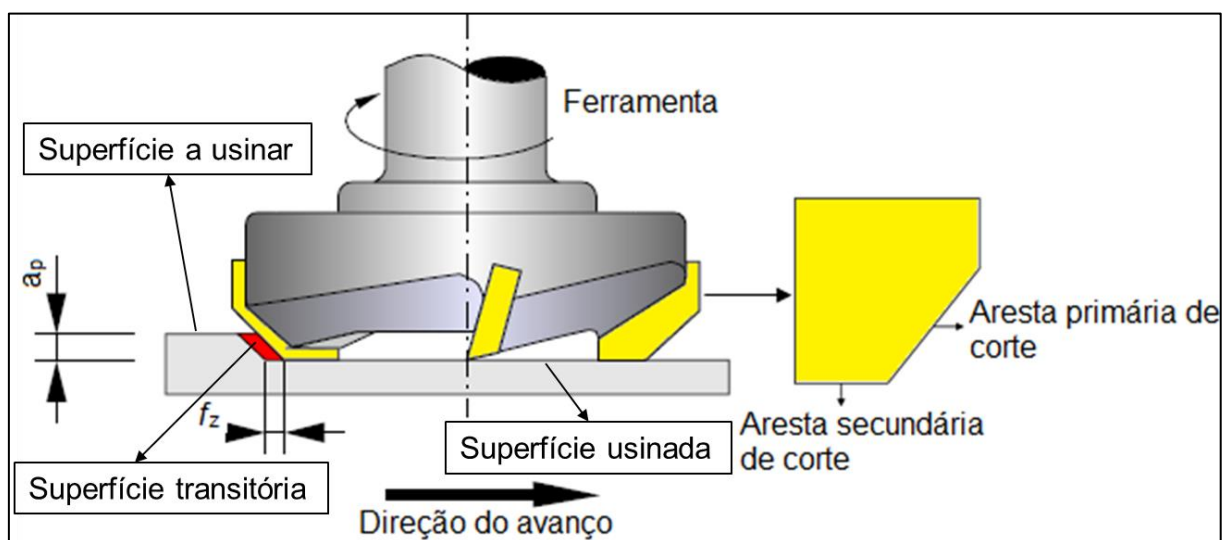 Ferramenta
Superfície a usinar
aₚ
Aresta primária de
corte
f𝗓
Superfície usinada
Aresta secundária
de corte
Superfície transitória
Direção do avanço